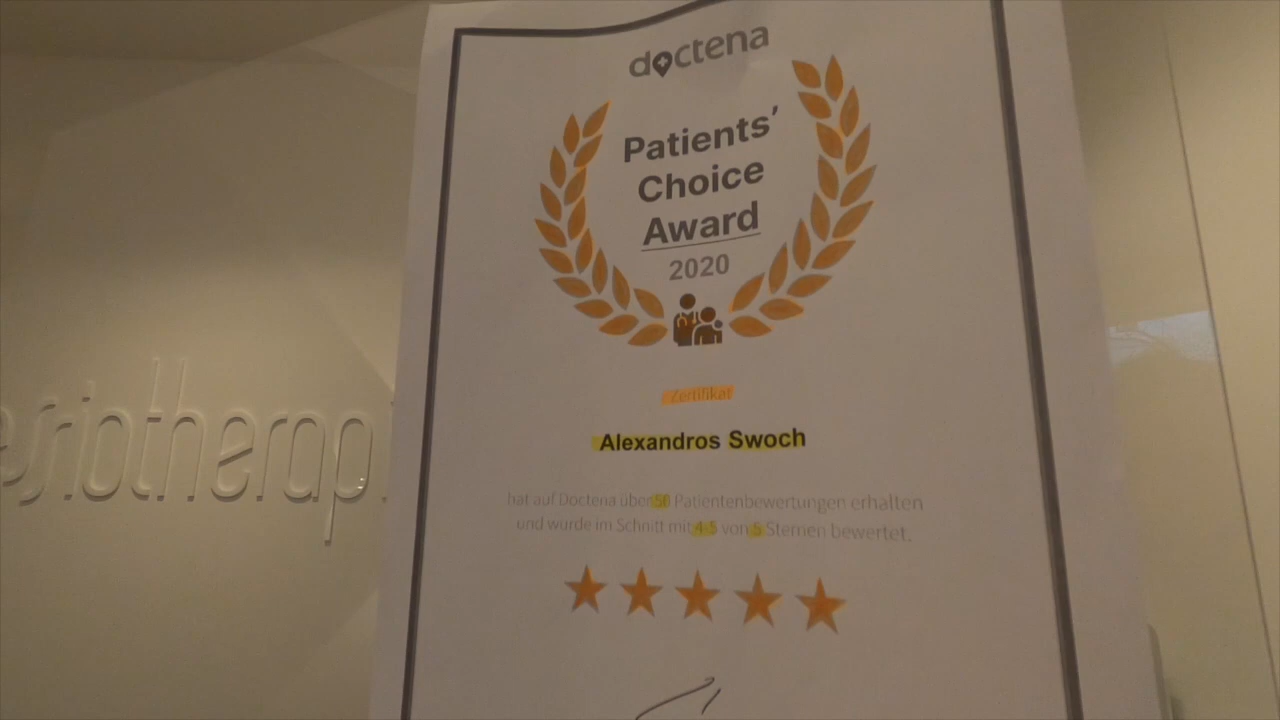 doctena
Patients'
Choice
Award
2020
Zertifikat
Alexandros Swoch
hat auf Doctena über 50 Patientenbewertungen erhalten
und wurde im Schnitt mit 4-5 von 5 Sternen bewertet.
ysiotherap